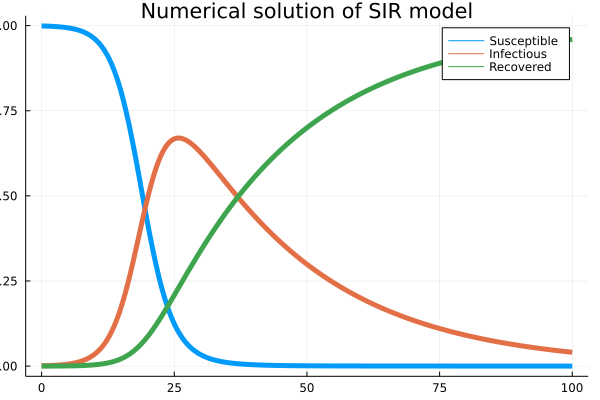 Numerical solution of SIR model
.00
Susceptible
Infectious
Recovered
.75
.50
.25
.00
0 25 50 75 100